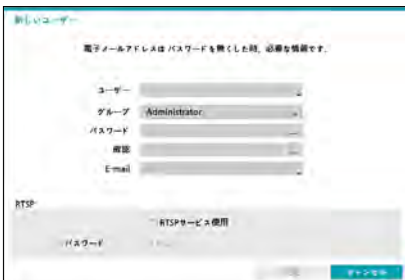 新しいユーザー
電子メールアドレスは パスワードを無くした時、必要な情報です。
ユーザー
グループ Administrator
パスワード
確認
E-mail
RTSP
RTSPサービス使用
パスワード
キャンセル